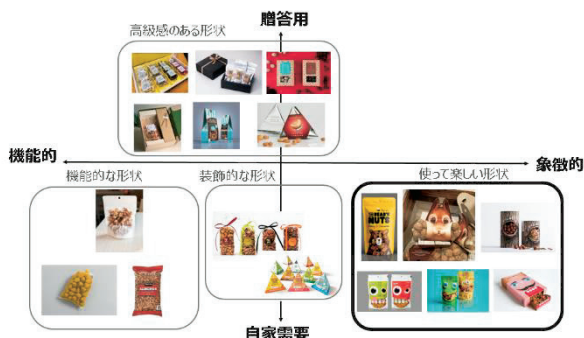 贈答用
高級感のある形状
機能的
象徴的
機能的な形状
装飾的な形状
使って楽しい形状
NUTS
自家需要